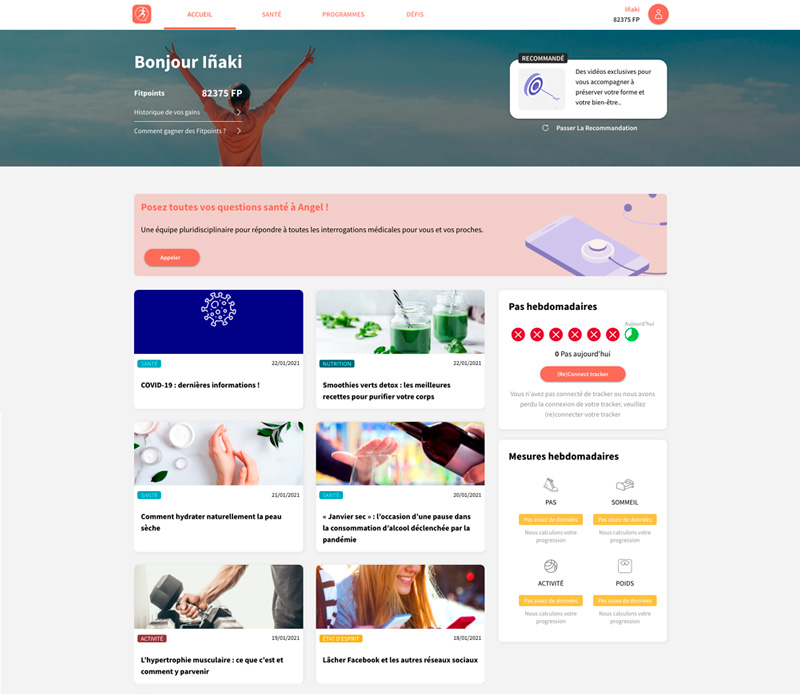 ACCUEIL
SANTÉ
PROGRAMMES
DÉFIS
Iñaki
82375 FP
Bonjour Iñaki
Fitpoints
82375 FP
Historique de vos gains
Comment gagner des Fitpoints ?
RECOMMANDÉ
Des vidéos exclusives pour
vous accompagner à
préserver votre forme et
votre bien-être..
Passer La Recommandation
Posez toutes vos questions santé à Angel !
Une équipe pluridisciplinaire pour répondre à toutes les interrogations médicales pour vous et vos proches.
Appeler
SANTÉ
22/01/2021
COVID-19 : dernières informations !
NUTRITION
22/01/2021
Smoothies verts detox : les meilleures
recettes pour purifier votre corps
SANTÉ
21/01/2021
Comment hydrater naturellement la peau
sèche
SANTÉ
20/01/2021
« Janvier sec » : l'occasion d'une pause dans
la consommation d'alcool déclenchée par la
pandémie
ACTIVITÉ
19/01/2021
L'hypertrophie musculaire : ce que c'est et
comment y parvenir
ÉTAT D'ESPRIT
18/01/2021
Lâcher Facebook et les autres réseaux sociaux
Pas hebdomadaires
Aujourd'hui
0 Pas aujourd'hui
(Re)Connect tracker
Vous n'avez pas connecté de tracker ou nous avons
perdu la connexion de votre tracker, veuillez
(re)connecter votre tracker
Mesures hebdomadaires
PAS
Pas assez de données
Nous calculons votre
progression
SOMMEIL
Pas assez de données
Nous calculons votre
progression
ACTIVITÉ
Pas assez de données
Nous calculons votre
progression
POIDS
Pas assez de données
Nous calculons votre
progression